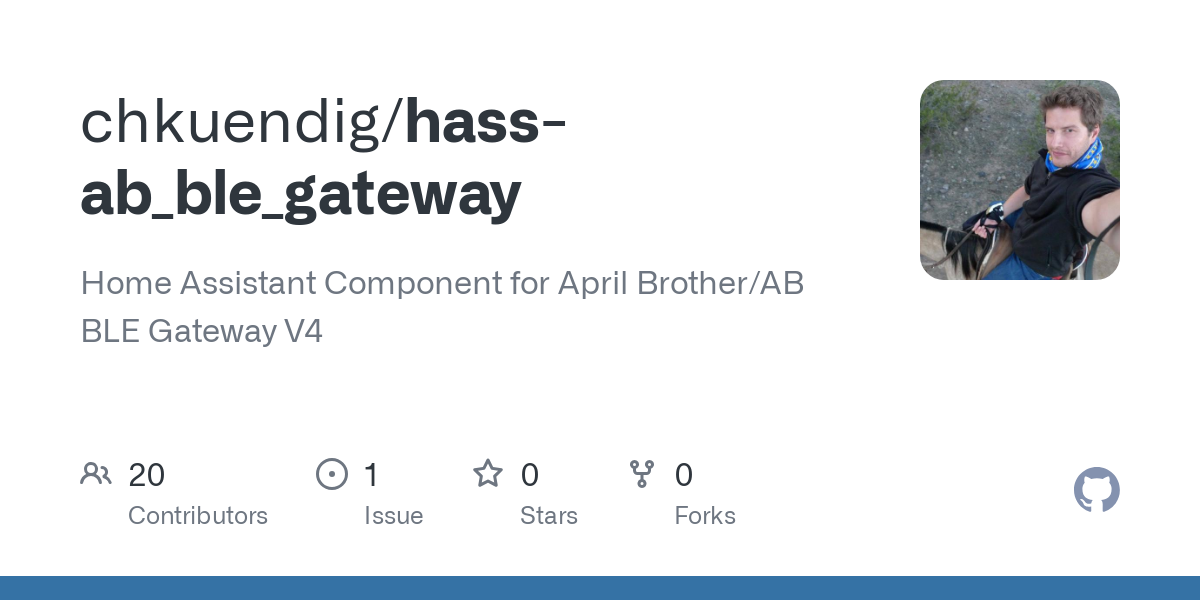 chkuendig/hass-
ab_ble_gateway
Home Assistant Component for April Brother/AB
BLE Gateway V4
20
Contributors
1
Issue
0
Stars
0
Forks